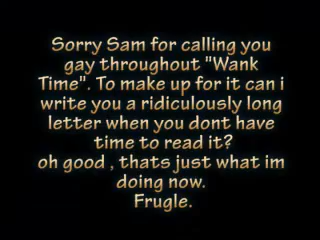 Sorry Sam for calling you
gay throughout "Wank
Time". To make up for it can i
write you a ridiculously long
letter when you dont have
time to read it?
oh good , thats just what im
doing now.
Frugle.